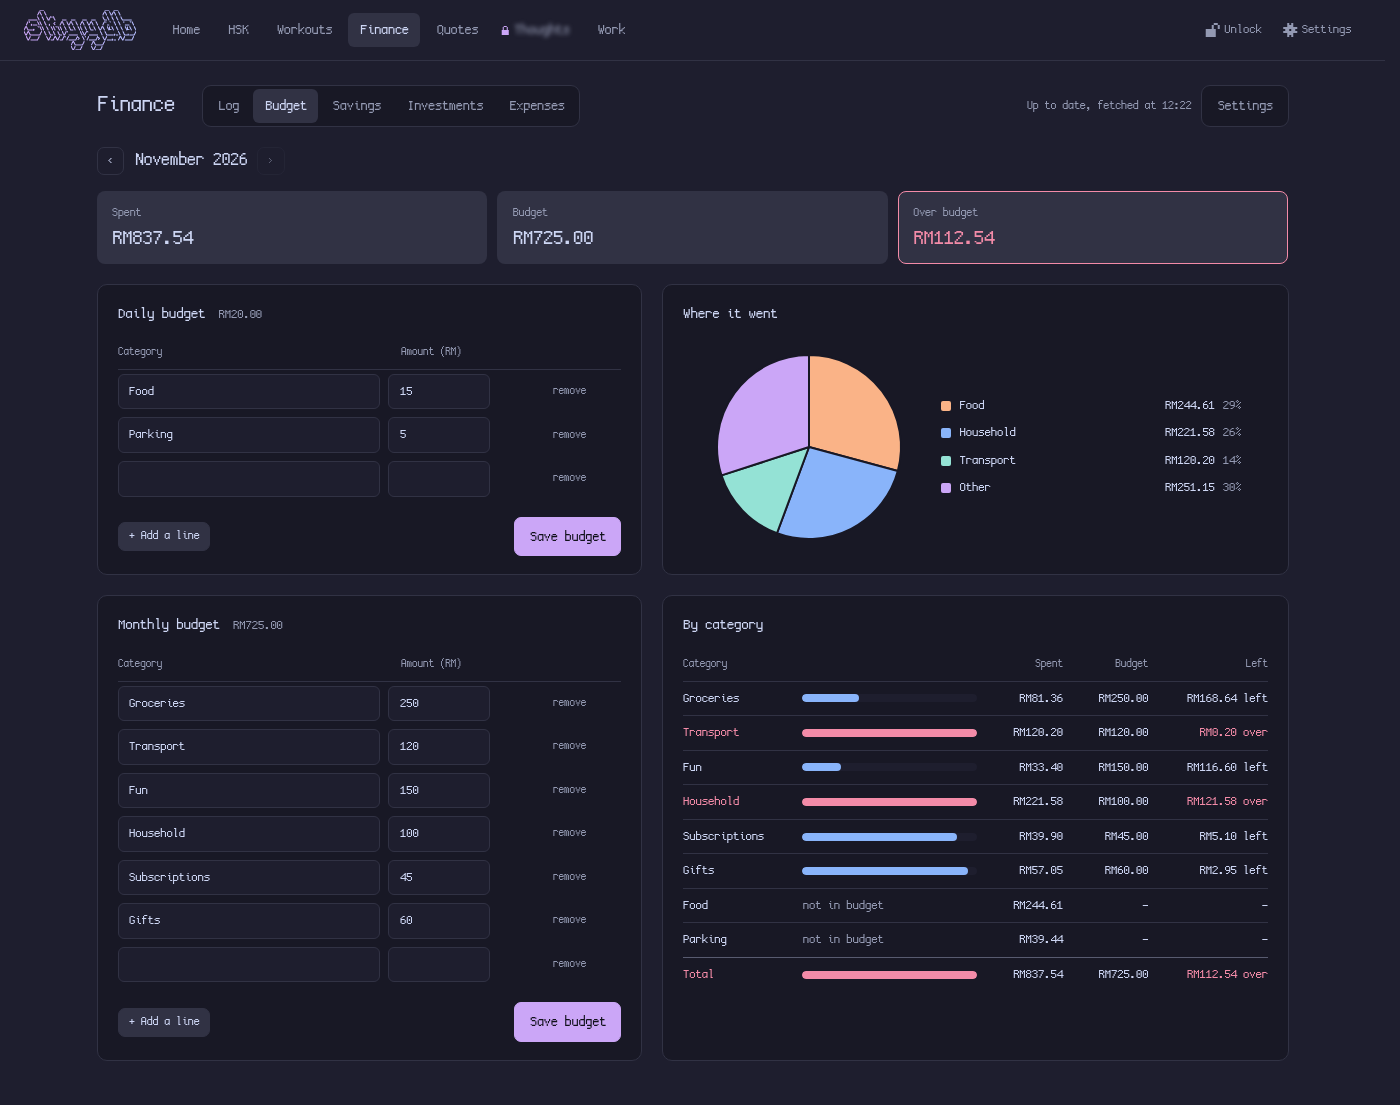 Home HSK Workouts Finance Quotes Thoughts Work Unlock Settings
Finance Log Budget Savings Investments Expenses Up to date, fetched at 12:22 Settings
‹ November 2026 ›
Spent Budget Over budget
RM837.54 RM725.00 RM112.54
Daily budget RM20.00
Category Amount (RM)
Food 15 remove
Parking 5 remove
remove
+ Add a line Save budget
Where it went
Food RM244.61 29%
Household RM221.58 26%
Transport RM120.20 14%
Other RM251.15 30%
Monthly budget RM725.00
Category Amount (RM)
Groceries 250 remove
Transport 120 remove
Fun 150 remove
Household 100 remove
Subscriptions 45 remove
Gifts 60 remove
remove
+ Add a line Save budget
By category
Category Spent Budget Left
Groceries RM81.36 RM250.00 RM168.64 left
Transport RM120.20 RM120.00 RM0.20 over
Fun RM33.40 RM150.00 RM116.60 left
Household RM221.58 RM100.00 RM121.58 over
Subscriptions RM39.90 RM45.00 RM5.10 left
Gifts RM57.05 RM60.00 RM2.95 left
Food not in budget RM244.61 – –
Parking not in budget RM39.44 – –
Total RM837.54 RM725.00 RM112.54 over